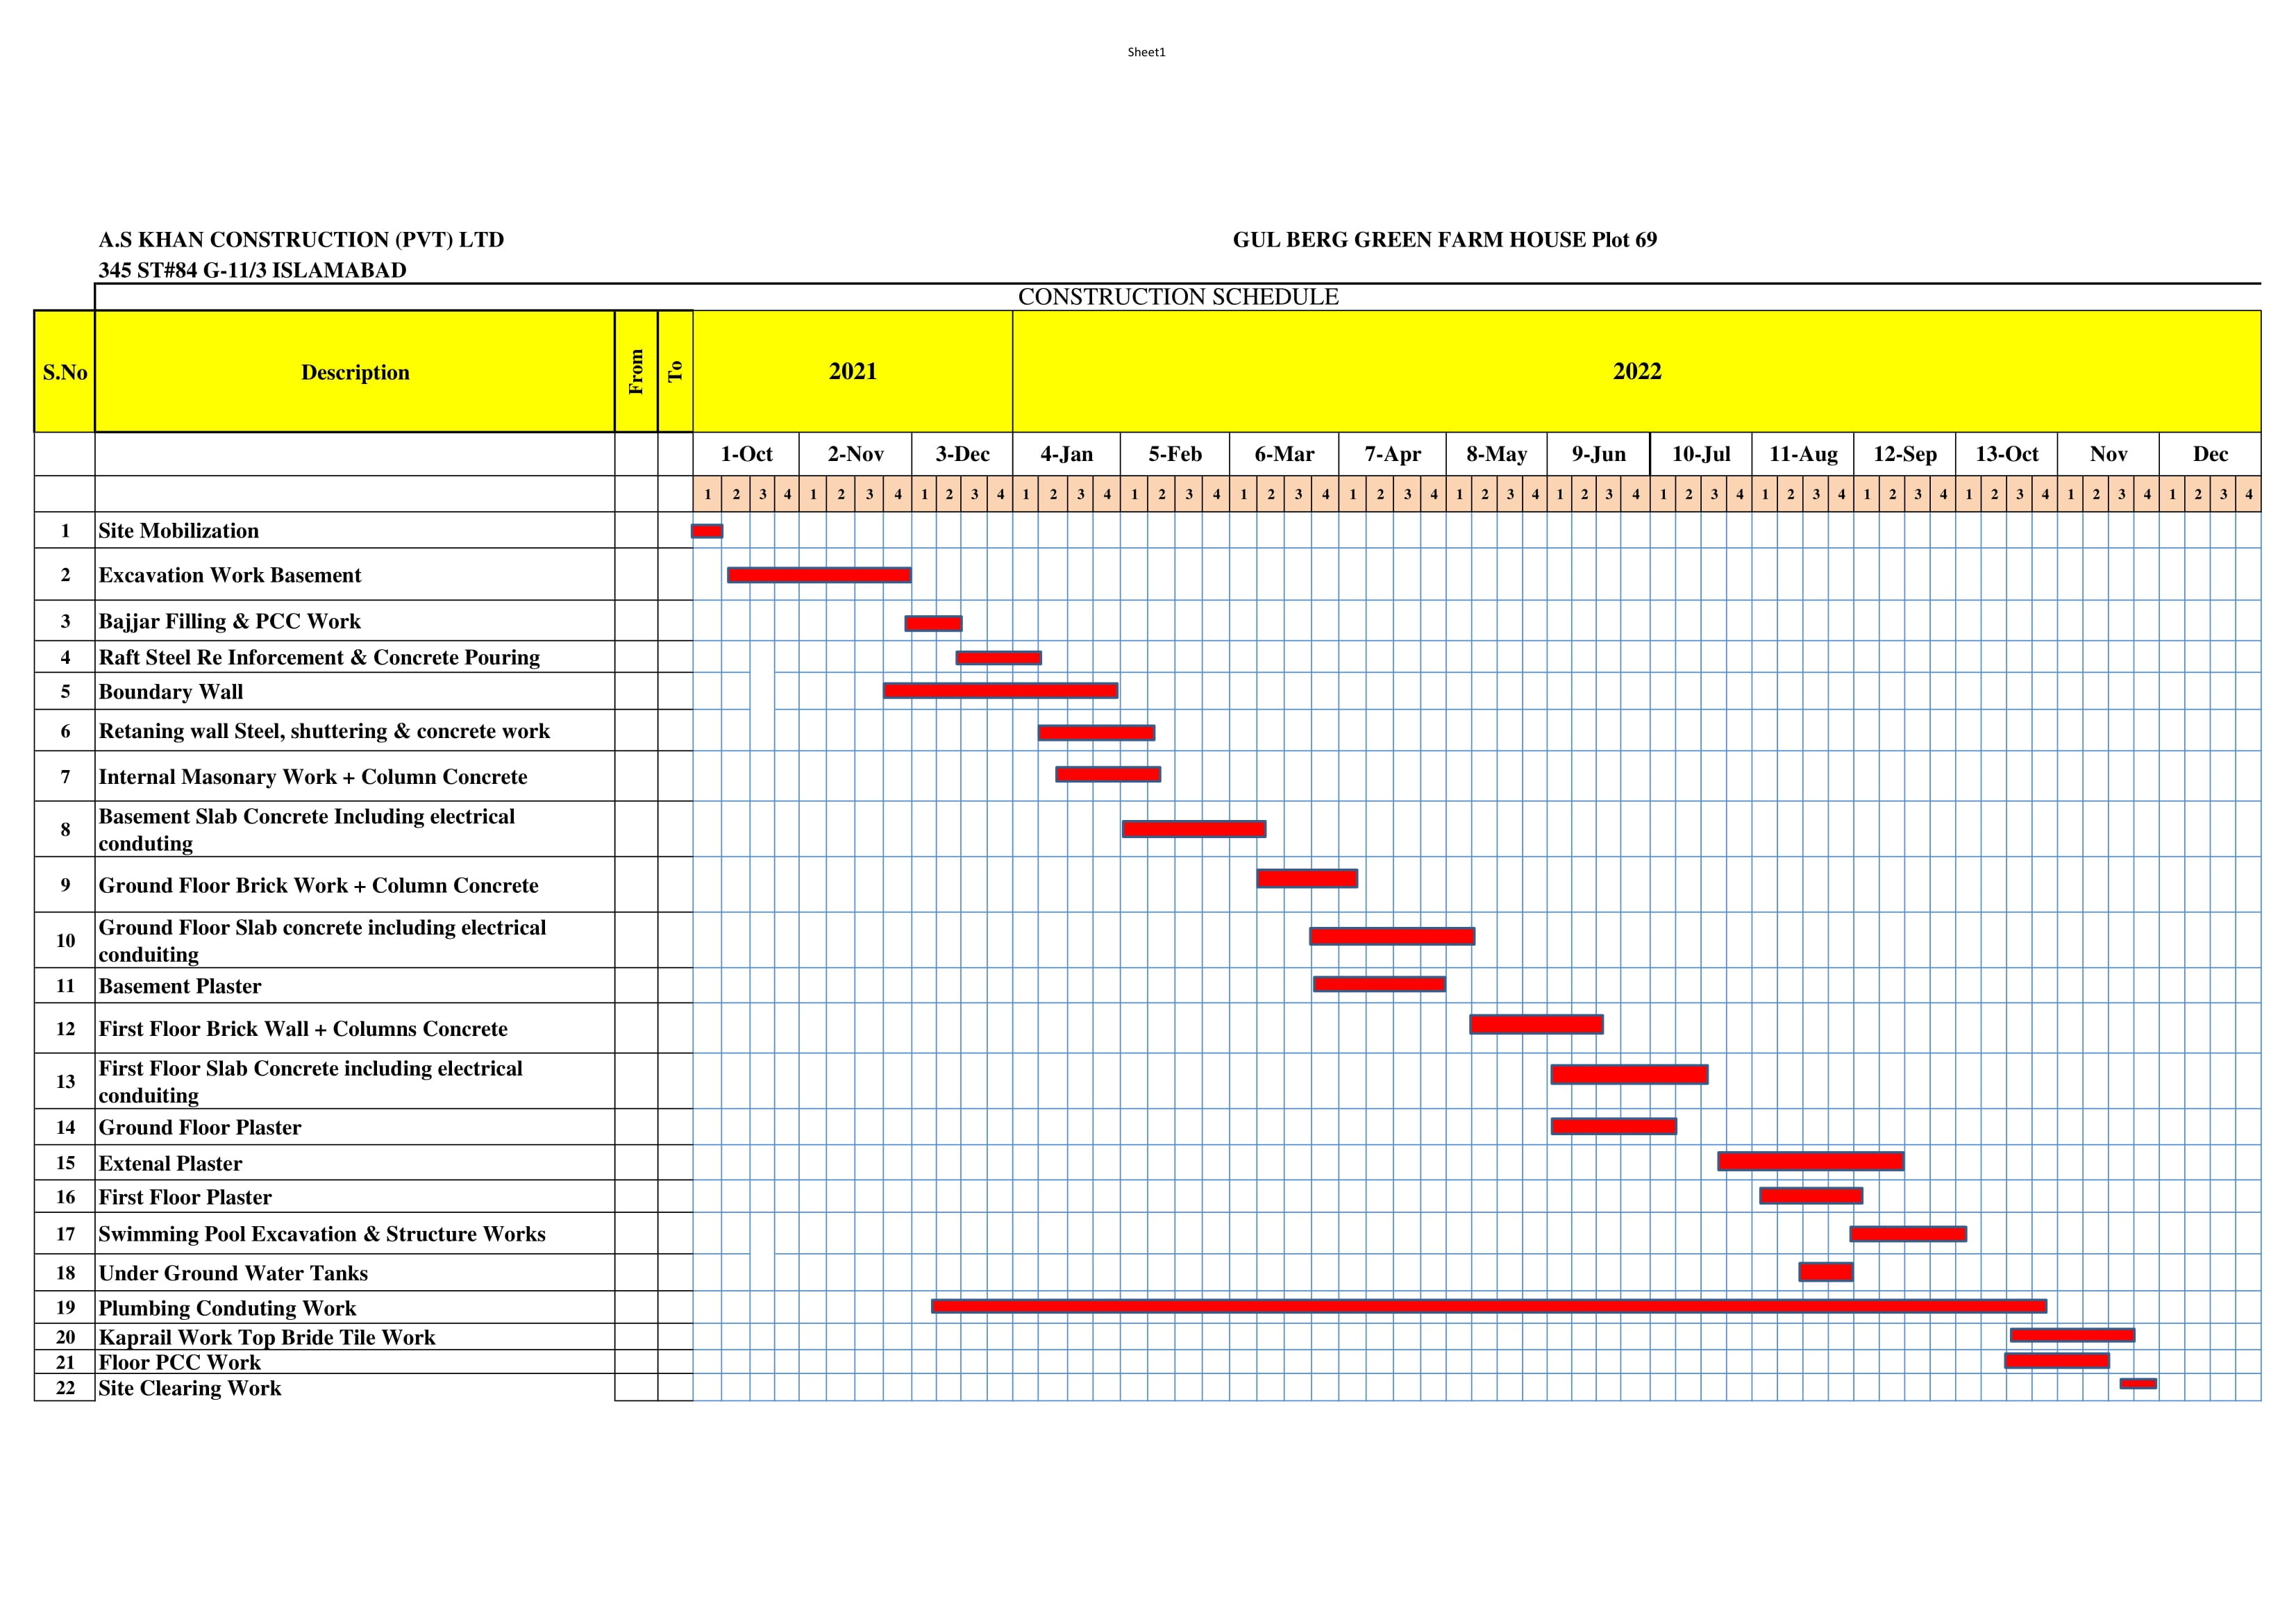 Sheet1
A.S KHAN CONSTRUCTION (PVT) LTD GUL BERG GREEN FARM HOUSE Plot 69
345 ST#84 G-11/3 ISLAMABAD
CONSTRUCTION SCHEDULE
S.No Description From To 2021 2022
1-Oct 2-Nov 3-Dec 4-Jan 5-Feb 6-Mar 7-Apr 8-May 9-Jun 10-Jul 11-Aug 12-Sep 13-Oct Nov Dec
1 2 3 4 1 2 3 4 1 2 3 4 1 2 3 4 1 2 3 4 1 2 3 4 1 2 3 4 1 2 3 4 1 2 3 4 1 2 3 4 1 2 3 4 1 2 3 4 1 2 3 4 1 2 3 4 1 2 3 4
1 Site Mobilization
2 Excavation Work Basement
3 Bajjar Filling & PCC Work
4 Raft Steel Re Inforcement & Concrete Pouring
5 Boundary Wall
6 Retaning wall Steel, shuttering & concrete work
7 Internal Masonary Work + Column Concrete
8 Basement Slab Concrete Including electrical
conduting
9 Ground Floor Brick Work + Column Concrete
10 Ground Floor Slab concrete including electrical
conduiting
11 Basement Plaster
12 First Floor Brick Wall + Columns Concrete
13 First Floor Slab Concrete including electrical
conduiting
14 Ground Floor Plaster
15 Extenal Plaster
16 First Floor Plaster
17 Swimming Pool Excavation & Structure Works
18 Under Ground Water Tanks
19 Plumbing Conduting Work
20 Kaprail Work Top Bride Tile Work
21 Floor PCC Work
22 Site Clearing Work